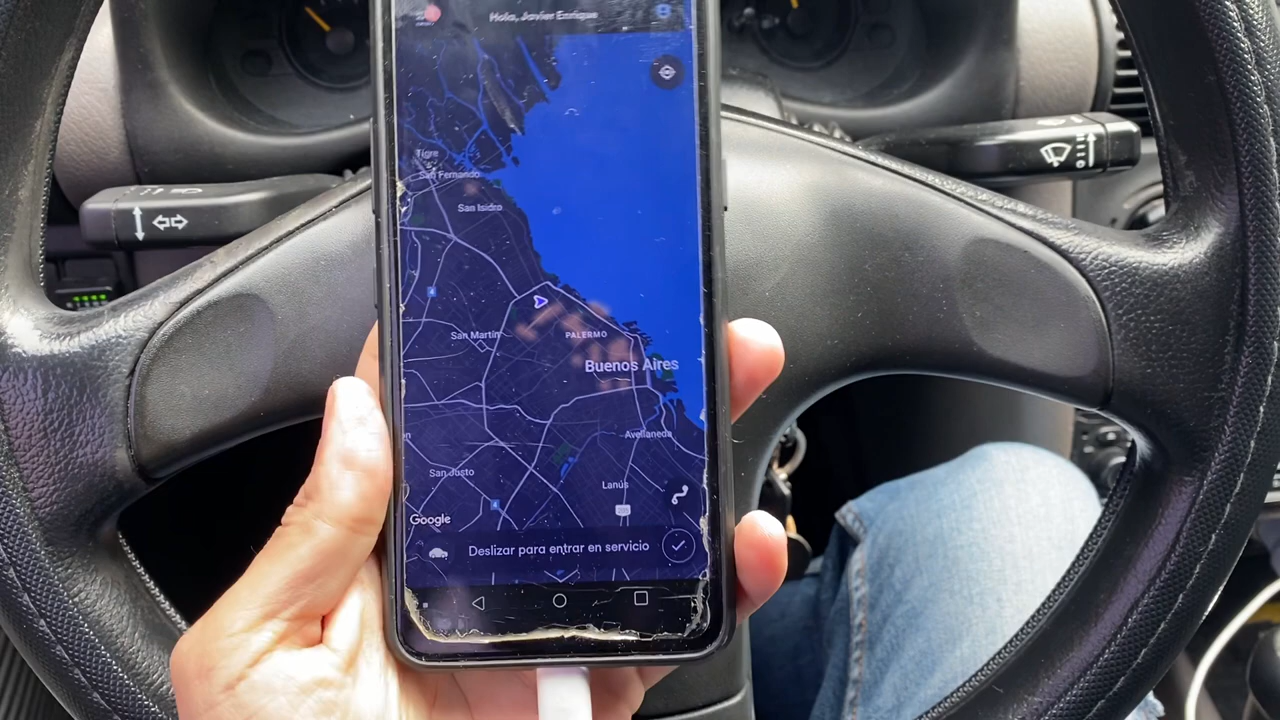 Hola, Javier Enrique
Tigre
San Fernando
San Isidro
San Martín
PALERMO
Buenos Aires
Avellaneda
San Justo
Lanús
Google
Deslizar para entrar en servicio